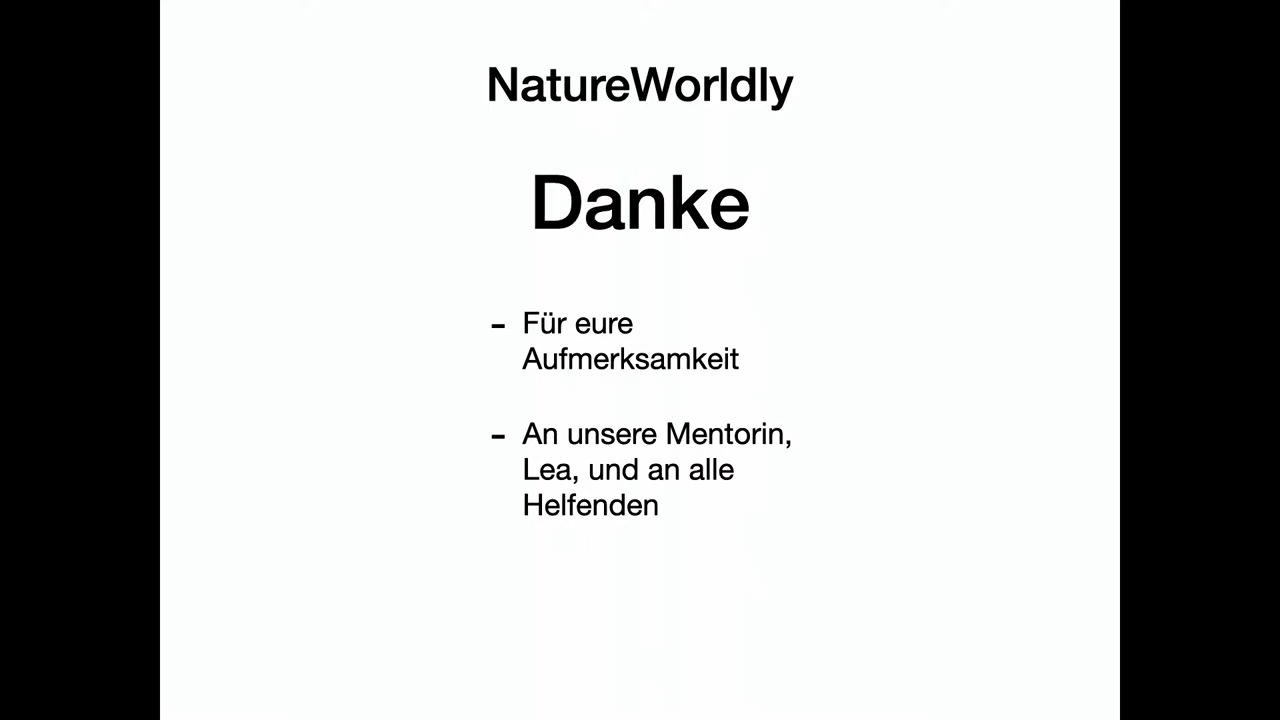 NatureWorldly
Danke
- Für eure
Aufmerksamkeit
- An unsere Mentorin,
Lea, und an alle
Helfenden